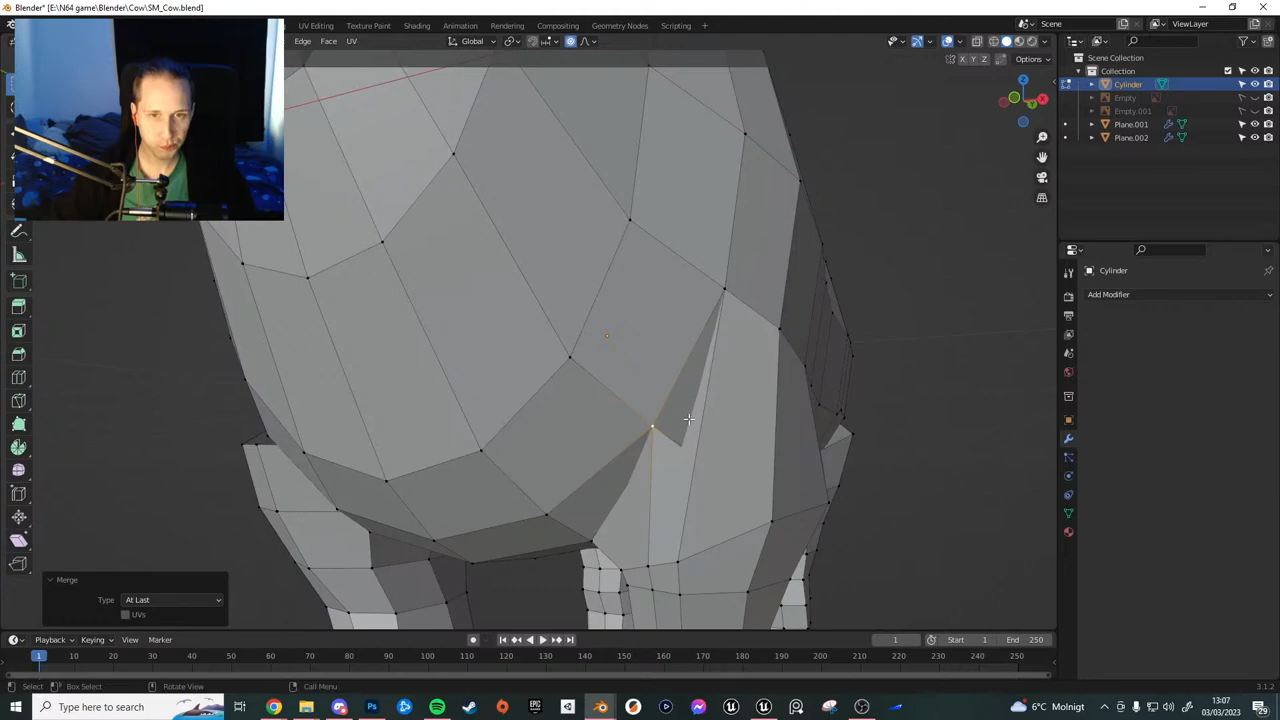 Blender* [E:\N64 game\Blender\Cow\SM_Cow.blend]
UV Editing
Texture Paint
Shading
Animation
Rendering
Compositing
Geometry Nodes
Scripting
Scene
ViewLayer
Edge
Face
UV
Global
X
Y
Z
Options
Scene Collection
Collection
Cylinder
Empty
Empty.001
Plane.001
Plane.002
Z
X
Y
Cylinder
Add Modifier
Merge
Type
At Last
UVs
Playback
Keying
View
Marker
1
Start
1
End
250
1
10
20
30
40
50
60
70
80
90
100
110
120
130
140
150
160
170
180
190
200
210
220
230
240
250
Select
Box Select
Rotate View
Call Menu
3.1.2
Type here to search
6°C Molnigt
13:07
03/03/2023